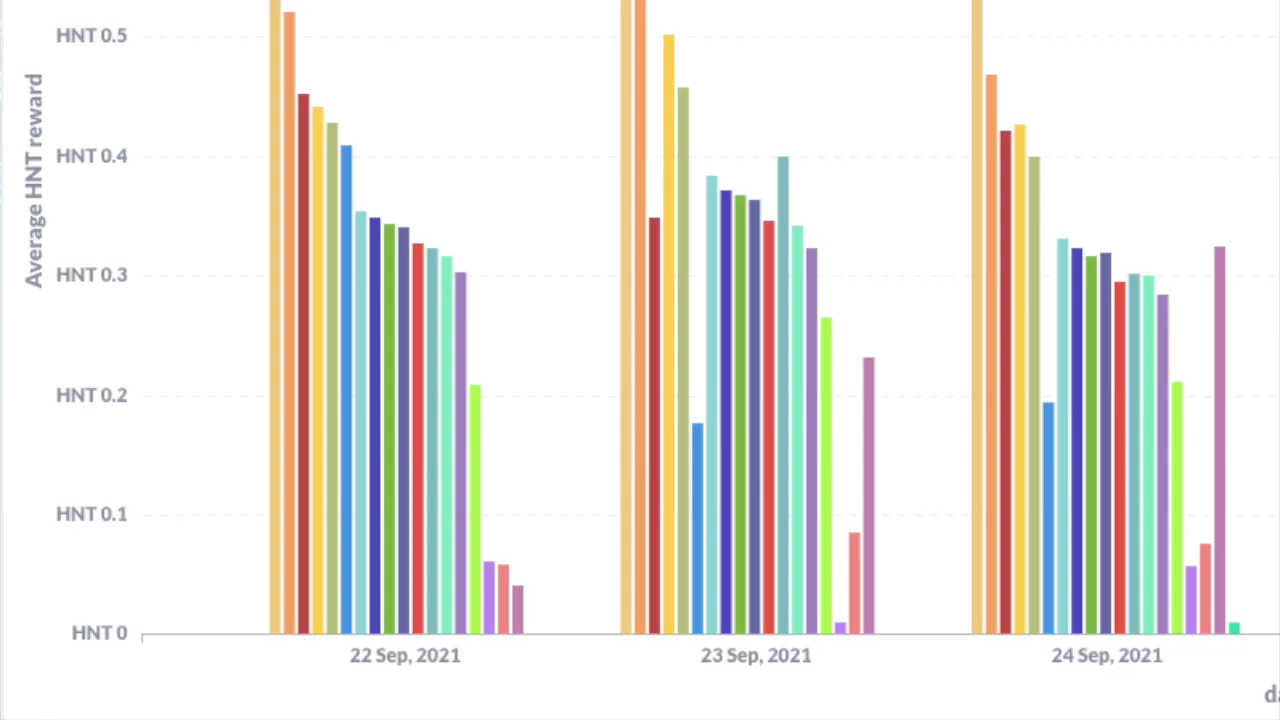 HNT 0.5
HNT 0.4
HNT 0.3
HNT 0.2
HNT 0.1
HNT 0
Average HNT reward
22 Sep, 2021
23 Sep, 2021
24 Sep, 2021